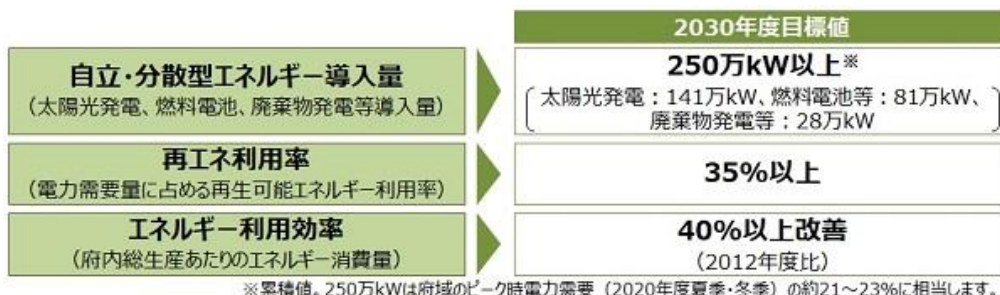 2030年度目標値
自立・分散型エネルギー導入量
（太陽光発電、燃料電池、廃棄物発電等導入量）
250万kW以上※
太陽光発電：141万kW、燃料電池等：81万kW、
廃棄物発電等：28万kW
再エネ利用率
（電力需要量に占める再生可能エネルギー利用率）
35%以上
エネルギー利用効率
（府内総生産あたりのエネルギー消費量）
40%以上改善
（2012年度比）
※累積値。250万kWは府域のピーク時電力需要（2020年度夏季・冬季）の約21～23%に相当します。